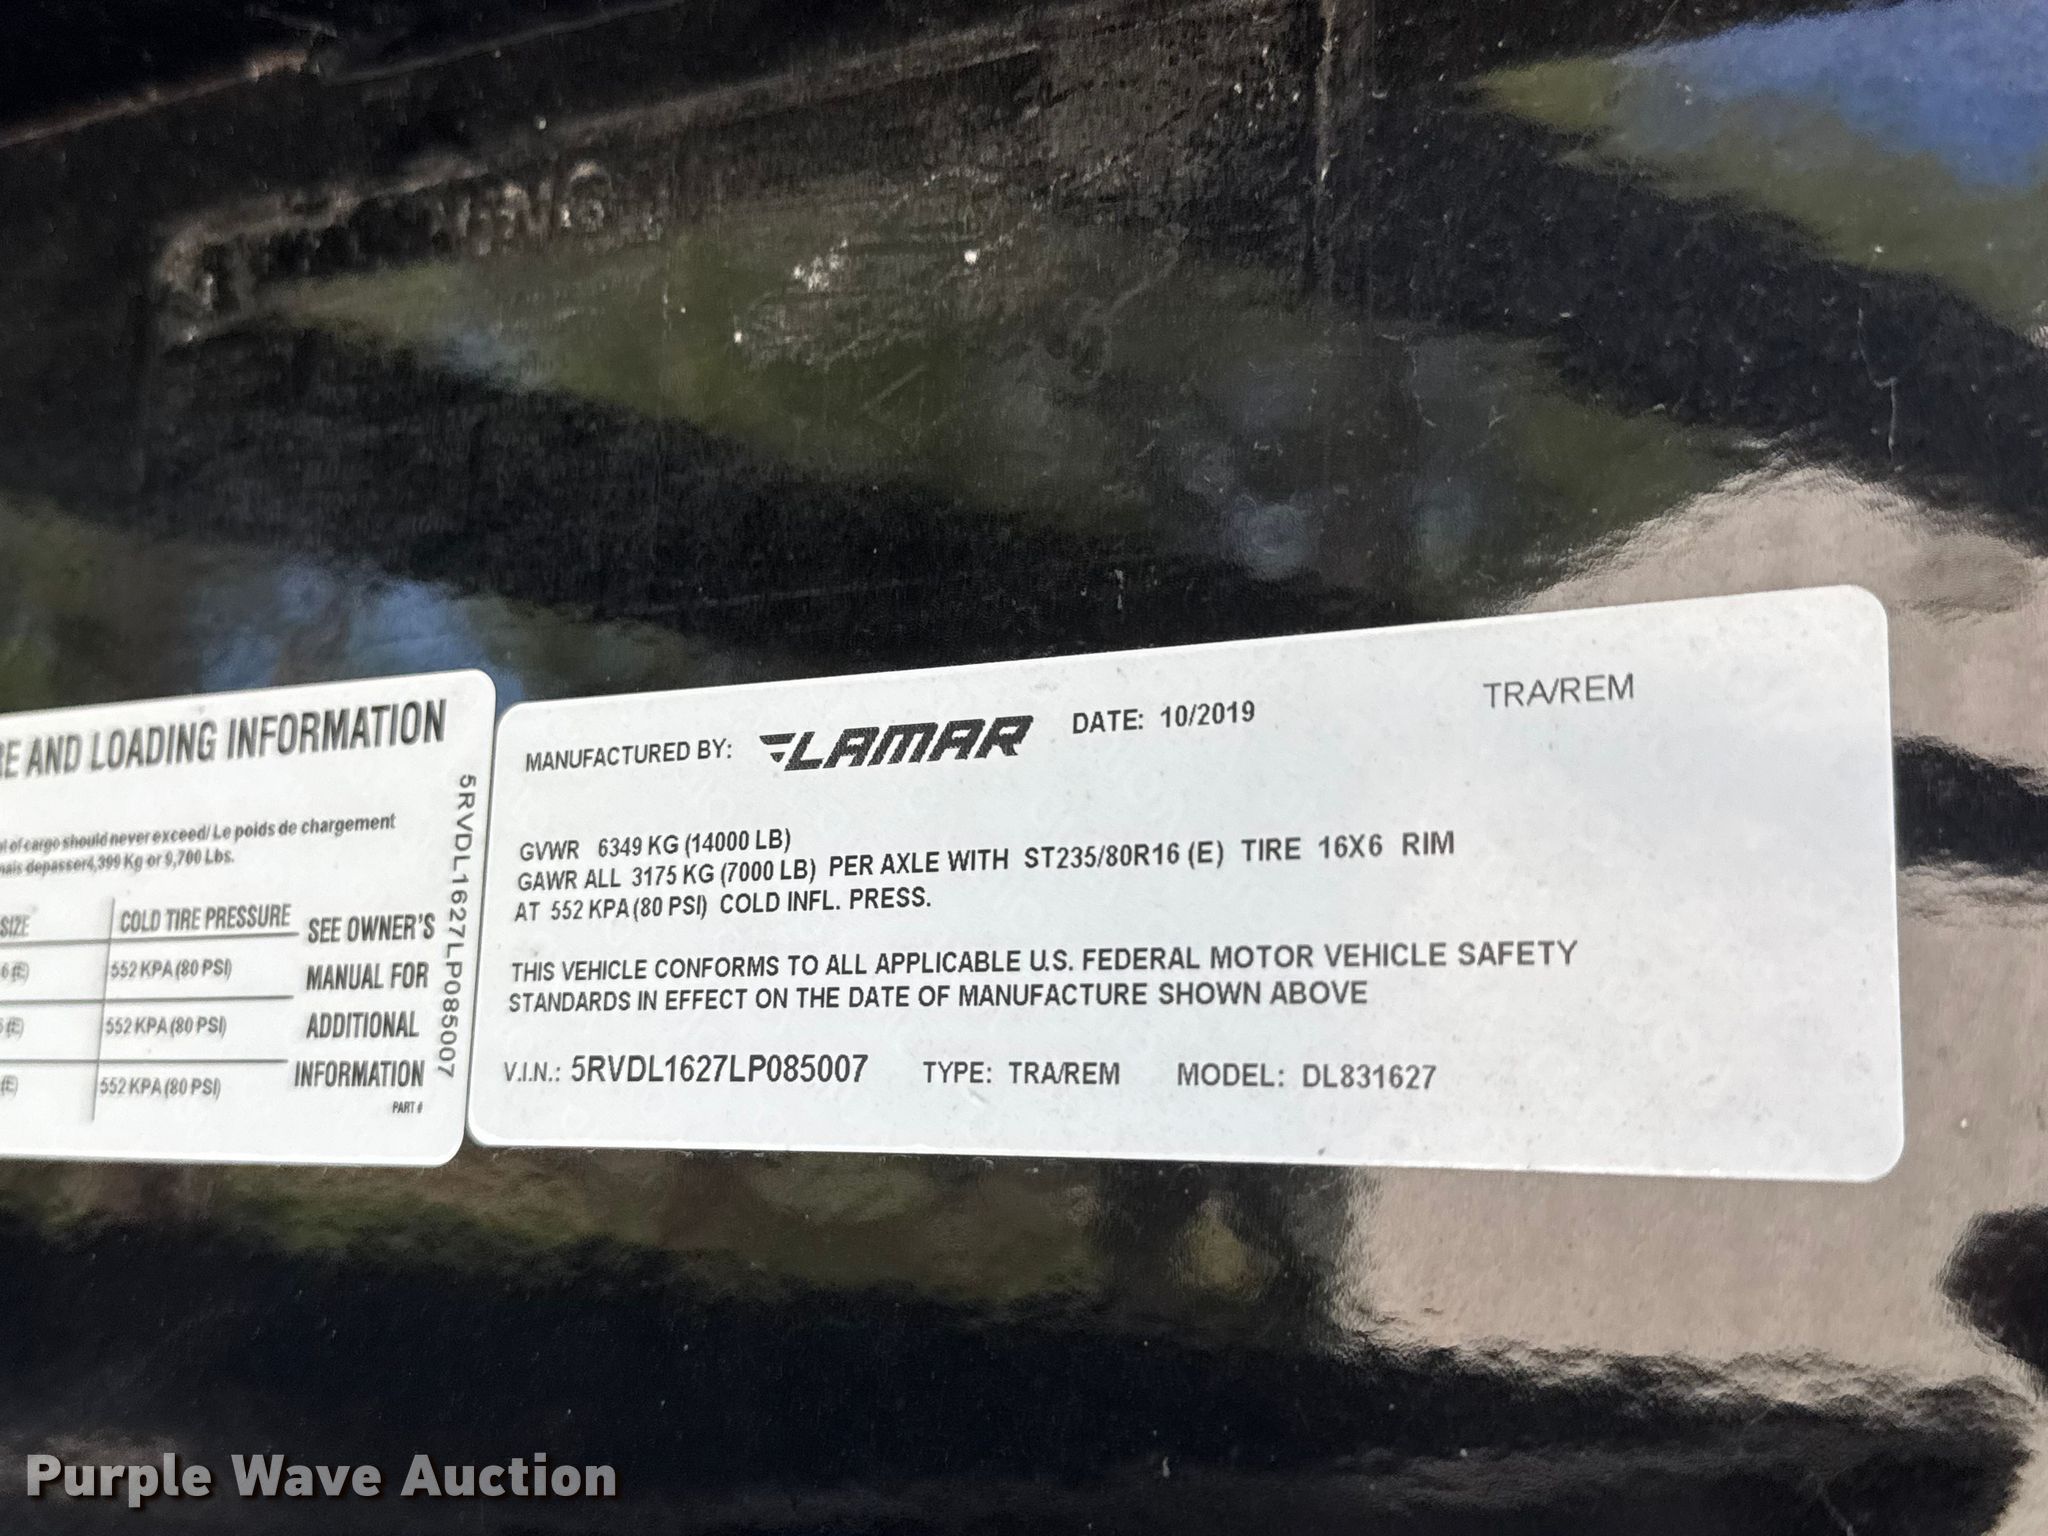 E AND LOADING INFORMATION
of cargo should never exceed/ Le poids de chargement
mais depasser4,399 Kg or 9,700 Lbs.
SIZE COLD TIRE PRESSURE SEE OWNER'S
6(E) 552 KPA(80 PSI) MANUAL FOR
(E) 552 KPA(80 PSI) ADDITIONAL
(E) 552 KPA(80 PSI) INFORMATION
PART #
5RVDL1627LP085007
MANUFACTURED BY: LAMAR DATE: 10/2019 TRA/REM
GVWR 6349 KG (14000 LB)
GAWR ALL 3175 KG (7000 LB) PER AXLE WITH ST235/80R16 (E) TIRE 16X6 RIM
AT 552 KPA(80 PSI) COLD INFL. PRESS.
THIS VEHICLE CONFORMS TO ALL APPLICABLE U.S. FEDERAL MOTOR VEHICLE SAFETY
STANDARDS IN EFFECT ON THE DATE OF MANUFACTURE SHOWN ABOVE
V.I.N.: 5RVDL1627LP085007 TYPE: TRA/REM MODEL: DL831627
Purple Wave Auction